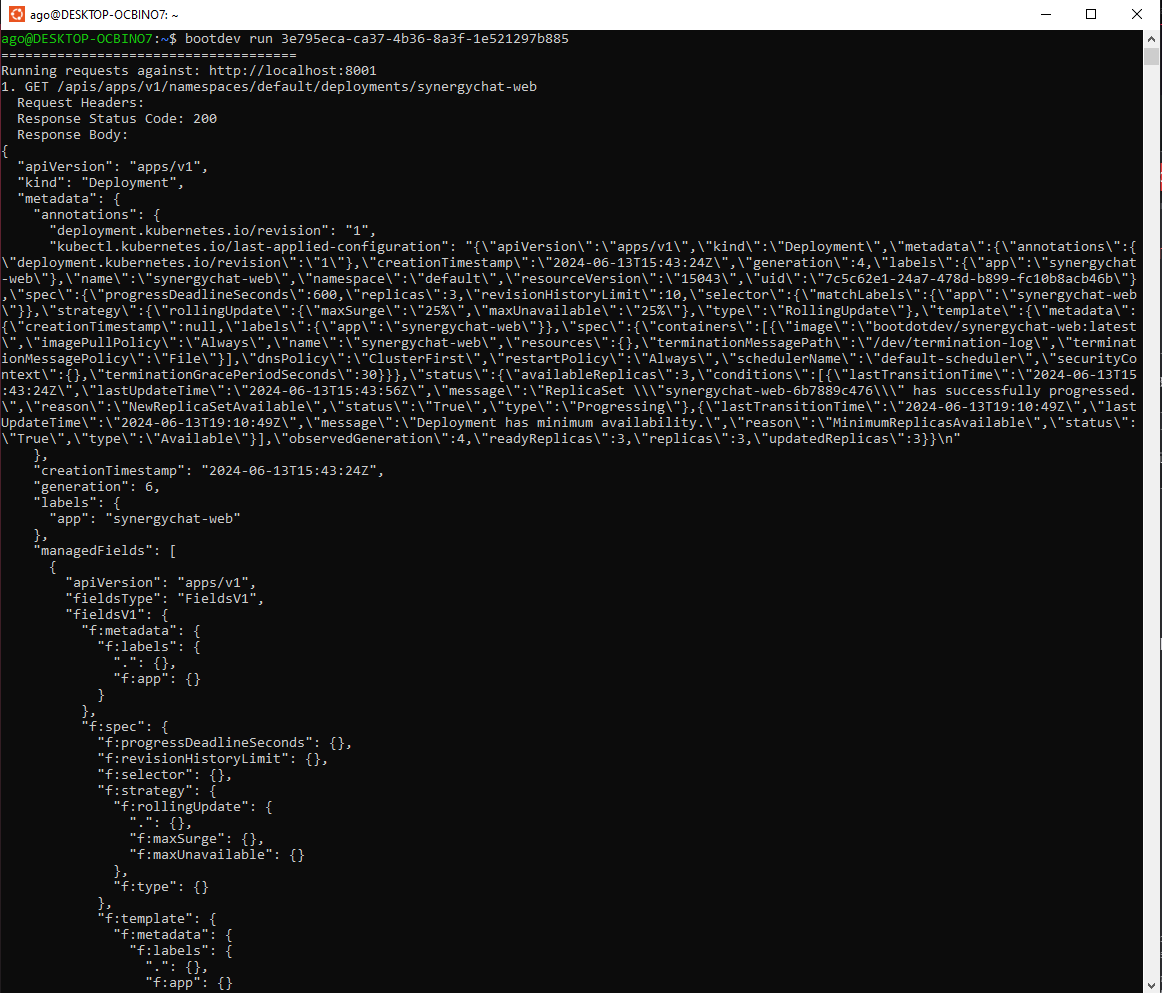 ago@DESKTOP-OCBINO7: ~
ago@DESKTOP-OCBINO7:~$ bootdev run 3e795eca-ca37-4b36-8a3f-1e521297b885
=====================================
Running requests against: http://localhost:8001
1. GET /apis/apps/v1/namespaces/default/deployments/synergychat-web
  Request Headers:
  Response Status Code: 200
  Response Body:
{
  "apiVersion": "apps/v1",
  "kind": "Deployment",
  "metadata": {
    "annotations": {
      "deployment.kubernetes.io/revision": "1",
      "kubectl.kubernetes.io/last-applied-configuration": "{\"apiVersion\":\"apps/v1\",\"kind\":\"Deployment\",\"metadata\":{\"annotations\":{
\"deployment.kubernetes.io/revision\":\"1\"},\"creationTimestamp\":\"2024-06-13T15:43:24Z\",\"generation\":4,\"labels\":{\"app\":\"synergychat
-web\"},\"name\":\"synergychat-web\",\"namespace\":\"default\",\"resourceVersion\":\"15043\",\"uid\":\"7c5c62e1-24a7-478d-b899-fc10b8acb46b\"}
,\"spec\":{\"progressDeadlineSeconds\":600,\"replicas\":3,\"revisionHistoryLimit\":10,\"selector\":{\"matchLabels\":{\"app\":\"synergychat-web
\"}},\"strategy\":{\"rollingUpdate\":{\"maxSurge\":\"25%\",\"maxUnavailable\":\"25%\"},\"type\":\"RollingUpdate\"},\"template\":{\"metadata\":
{\"creationTimestamp\":null,\"labels\":{\"app\":\"synergychat-web\"}},\"spec\":{\"containers\":[{\"image\":\"bootdotdev/synergychat-web:latest
\",\"imagePullPolicy\":\"Always\",\"name\":\"synergychat-web\",\"resources\":{},\"terminationMessagePath\":\"/dev/termination-log\",\"terminat
ionMessagePolicy\":\"File\"}],\"dnsPolicy\":\"ClusterFirst\",\"restartPolicy\":\"Always\",\"schedulerName\":\"default-scheduler\",\"securityCo
ntext\":{},\"terminationGracePeriodSeconds\":30}}},\"status\":{\"availableReplicas\":3,\"conditions\":[{\"lastTransitionTime\":\"2024-06-13T15
:43:24Z\",\"lastUpdateTime\":\"2024-06-13T15:43:56Z\",\"message\":\"ReplicaSet \\\"synergychat-web-6b7889c476\\\" has successfully progressed.
\",\"reason\":\"NewReplicaSetAvailable\",\"status\":\"True\",\"type\":\"Progressing\"},{\"lastTransitionTime\":\"2024-06-13T19:10:49Z\",\"last
UpdateTime\":\"2024-06-13T19:10:49Z\",\"message\":\"Deployment has minimum availability.\",\"reason\":\"MinimumReplicasAvailable\",\"status\":
\"True\",\"type\":\"Available\"}],\"observedGeneration\":4,\"readyReplicas\":3,\"replicas\":3,\"updatedReplicas\":3}}\n"
    },
    "creationTimestamp": "2024-06-13T15:43:24Z",
    "generation": 6,
    "labels": {
      "app": "synergychat-web"
    },
    "managedFields": [
      {
        "apiVersion": "apps/v1",
        "fieldsType": "FieldsV1",
        "fieldsV1": {
          "f:metadata": {
            "f:labels": {
              ".": {},
              "f:app": {}
            }
          },
          "f:spec": {
            "f:progressDeadlineSeconds": {},
            "f:revisionHistoryLimit": {},
            "f:selector": {},
            "f:strategy": {
              "f:rollingUpdate": {
                ".": {},
                "f:maxSurge": {},
                "f:maxUnavailable": {}
              },
              "f:type": {}
            },
            "f:template": {
              "f:metadata": {
                "f:labels": {
                  ".": {},
                  "f:app": {}